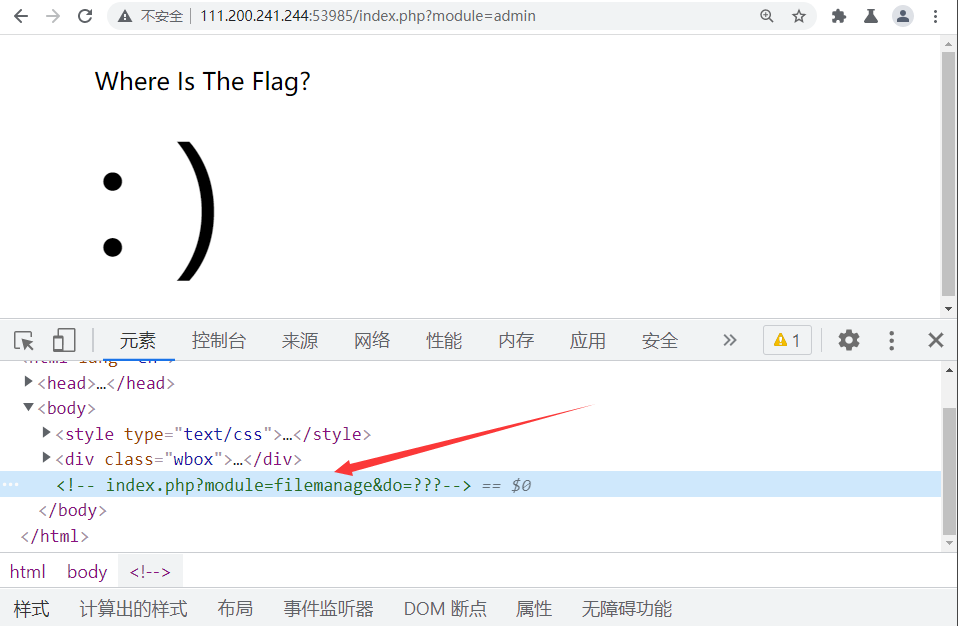 不安全 | 111.200.241.244:53985/index.php?module=admin
Where Is The Flag?
: )
元素 控制台 来源 网络 性能 内存 应用 安全 » 1
<head>…</head>
<body>
<style type="text/css">…</style>
<div class="wbox">…</div>
<!-- index.php?module=filemanage&do=???--> == $0
</body>
</html>
html body <!-->
样式 计算出的样式 布局 事件监听器 DOM 断点 属性 无障碍功能